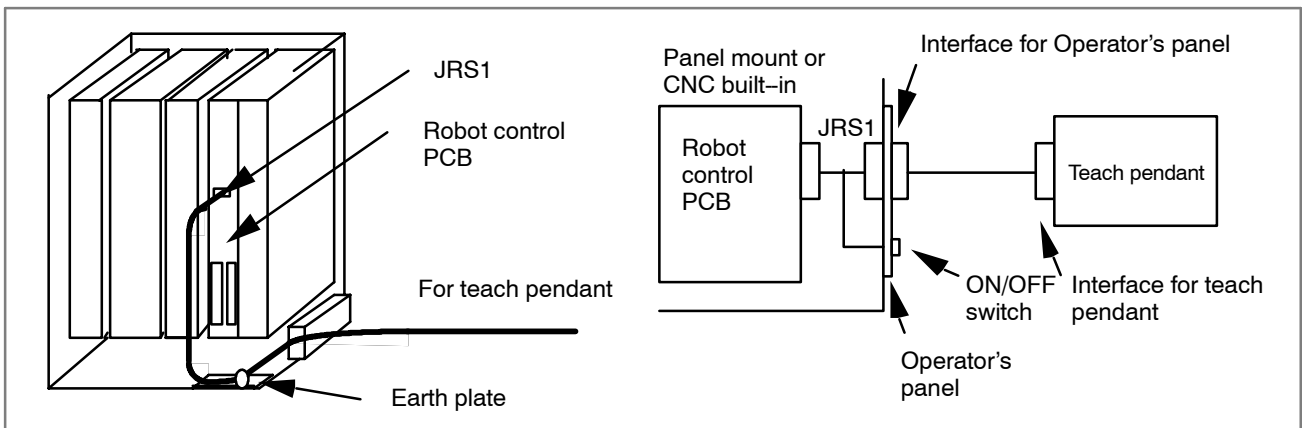 JRS1
Robot control
PCB
For teach pendant
Earth plate
Panel mount or
CNC built–in
Interface for Operator’s panel
JRS1
Robot
control
PCB
Teach pendant
ON/OFF
switch
Interface for teach
pendant
Operator’s
panel